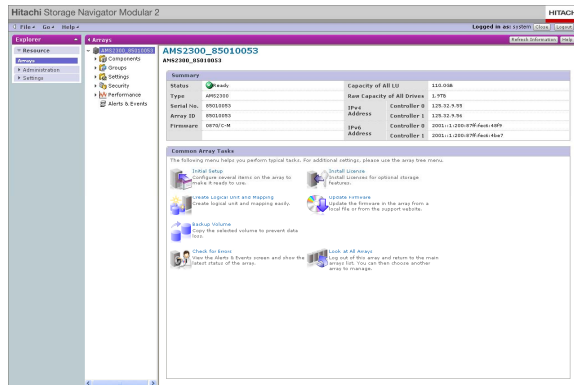 Hitachi Storage Navigator Modular 2
HITACHI
File Go Help
Logged in as: system Close Logout
Explorer
Arrays
Refresh Information Help
Resource
Arrays
Administration
Settings
AMS2300_85010053
Components
Groups
Settings
Security
Performance
Alerts & Events
AMS2300_85010053
AMS2300_85010053
Summary
Status Ready Capacity of All LU 110.0GB
Type AMS2300 Raw Capacity of All Drives 1.9TB
Serial No. 85010053 IPv4 Address Controller 0 125.32.9.55
Array ID 85010053 Controller 1 125.32.9.56
Firmware 0870/C-M IPv6 Address Controller 0
Controller 1
Common Array Tasks
The following menu helps you perform typical tasks. For additional settings, please use the array tree menu.
Initial Setup
Configure several items on the array to
make it ready to use.
Install License
Install Licenses for optional storage
features.
Create Logical Unit and Mapping
Create logical unit and mapping easily.
Update Firmware
Update the firmware in the array from a
local file or from the support website.
Backup Volume
Copy the selected volume to prevent data
loss.
Check for Errors
View the Alerts & Events screen and show the
latest status of the array.
Look at All Arrays
Log out of this array and return to the main
arrays list. You can then choose another
array to manage.